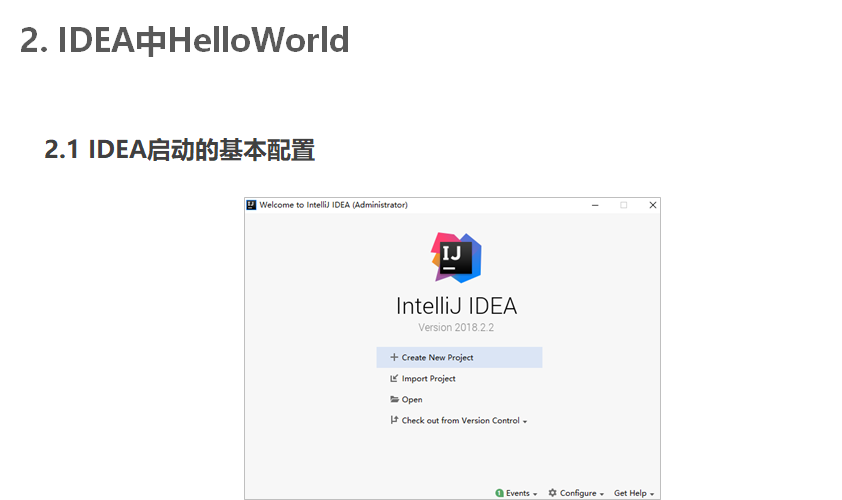 2. IDEA中HelloWorld
2.1 IDEA启动的基本配置
Welcome to IntelliJ IDEA (Administrator)
IJ
IntelliJ IDEA
Version 2018.2.2
Create New Project
Import Project
Open
Check out from Version Control
1 Events Configure Get Help